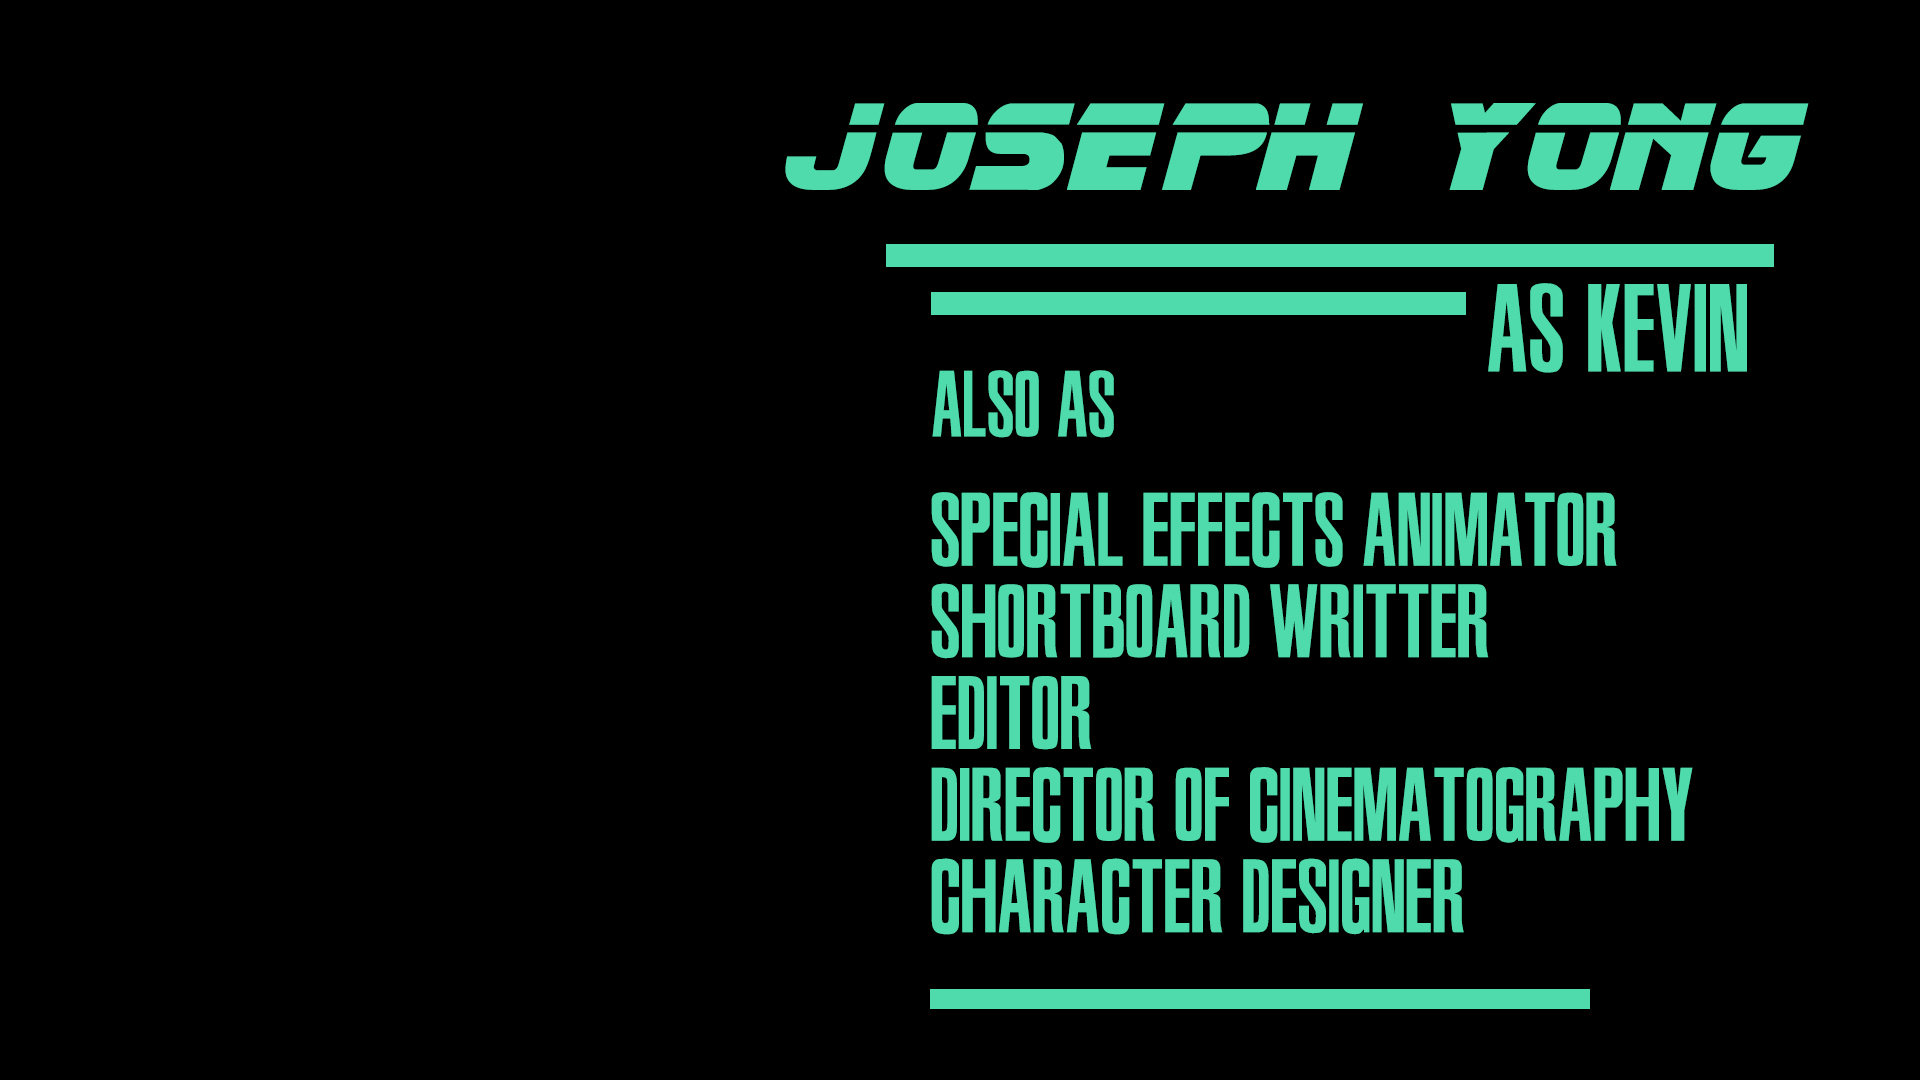 JOSEPH YONG
AS KEVIN
ALSO AS
SPECIAL EFFECTS ANIMATOR
SHORTBOARD WRITTER
EDITOR
DIRECTOR OF CINEMATOGRAPHY
CHARACTER DESIGNER